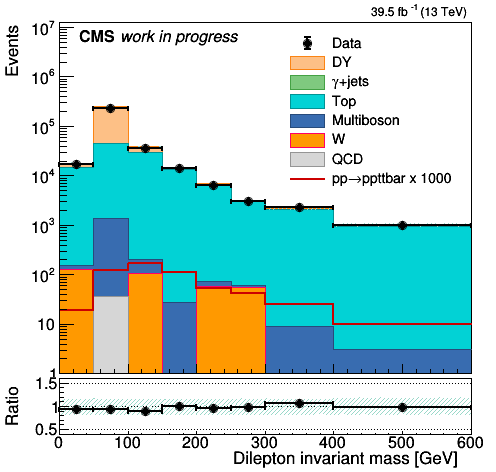 39.5 fb⁻¹ (13 TeV)
CMS work in progress
Events
10⁷
10⁶
10⁵
10⁴
10³
10²
10
1
Data
DY
γ+jets
Top
Multiboson
W
QCD
pp→ppttbar x 1000
Ratio
1.5
1
0.5
0 100 200 300 400 500 600
Dilepton invariant mass [GeV]